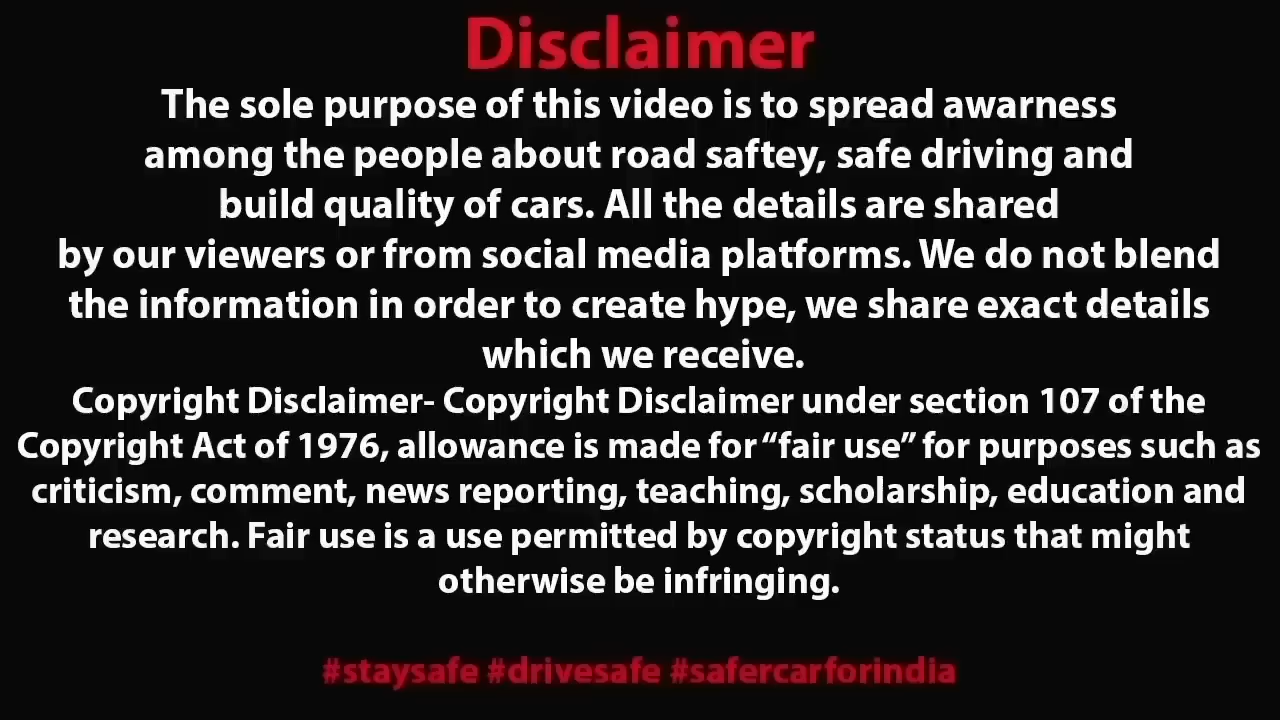 Disclaimer
The sole purpose of this video is to spread awarness
among the people about road saftey, safe driving and
build quality of cars. All the details are shared
by our viewers or from social media platforms. We do not blend
the information in order to create hype, we share exact details
which we receive.
Copyright Disclaimer- Copyright Disclaimer under section 107 of the
Copyright Act of 1976, allowance is made for “fair use” for purposes such as
criticism, comment, news reporting, teaching, scholarship, education and
research. Fair use is a use permitted by copyright status that might
otherwise be infringing.
#staysafe #drivesafe #safercarforindia